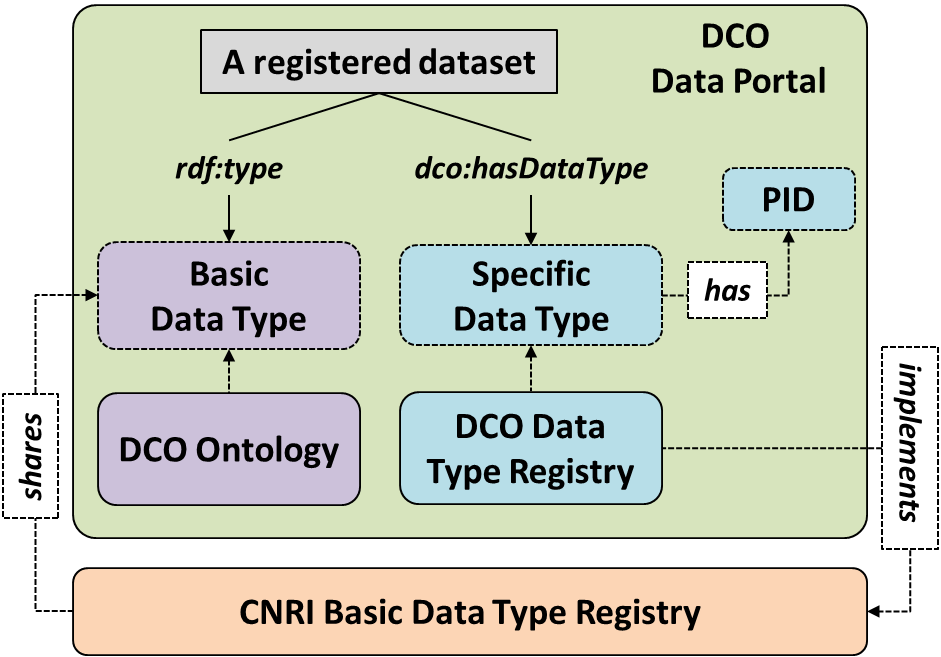 DCO
Data Portal
A registered dataset
rdf:type
dco:hasDataType
PID
Basic
Data Type
Specific
Data Type
has
DCO Ontology
DCO Data
Type Registry
shares
implements
CNRI Basic Data Type Registry